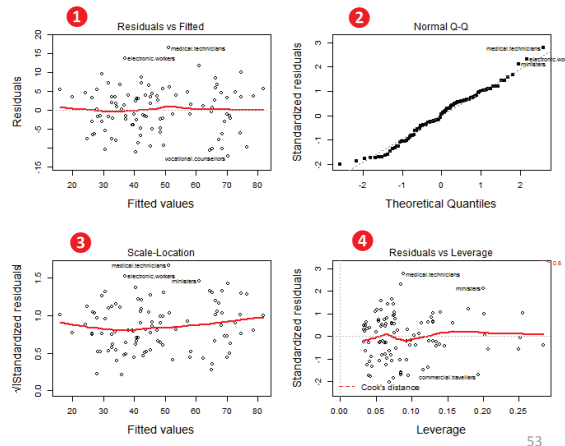 1
Residuals vs Fitted
Residuals
20
15
10
5
0
-5
-15
medical.technicians
electronic.workers
vocational.counsellors
20 30 40 50 60 70 80
Fitted values
2
Normal Q-Q
Standardized residuals
3
2
1
0
-1
-2
medical.technicians
electronic.wo
ministers
-2 -1 0 1 2
Theoretical Quantiles
3
Scale-Location
√|Standardized residuals
1.5
1.0
0.5
0.0
medical.technicians
electronic.workers
ministers
20 30 40 50 60 70 80
Fitted values
4
Residuals vs Leverage
Standardized residuals
3
2
1
0
-1
-2
0.5
medical.technicians
ministers
commercial.travellers
Cook's distance
0.00 0.05 0.10 0.15 0.20 0.25
Leverage
53